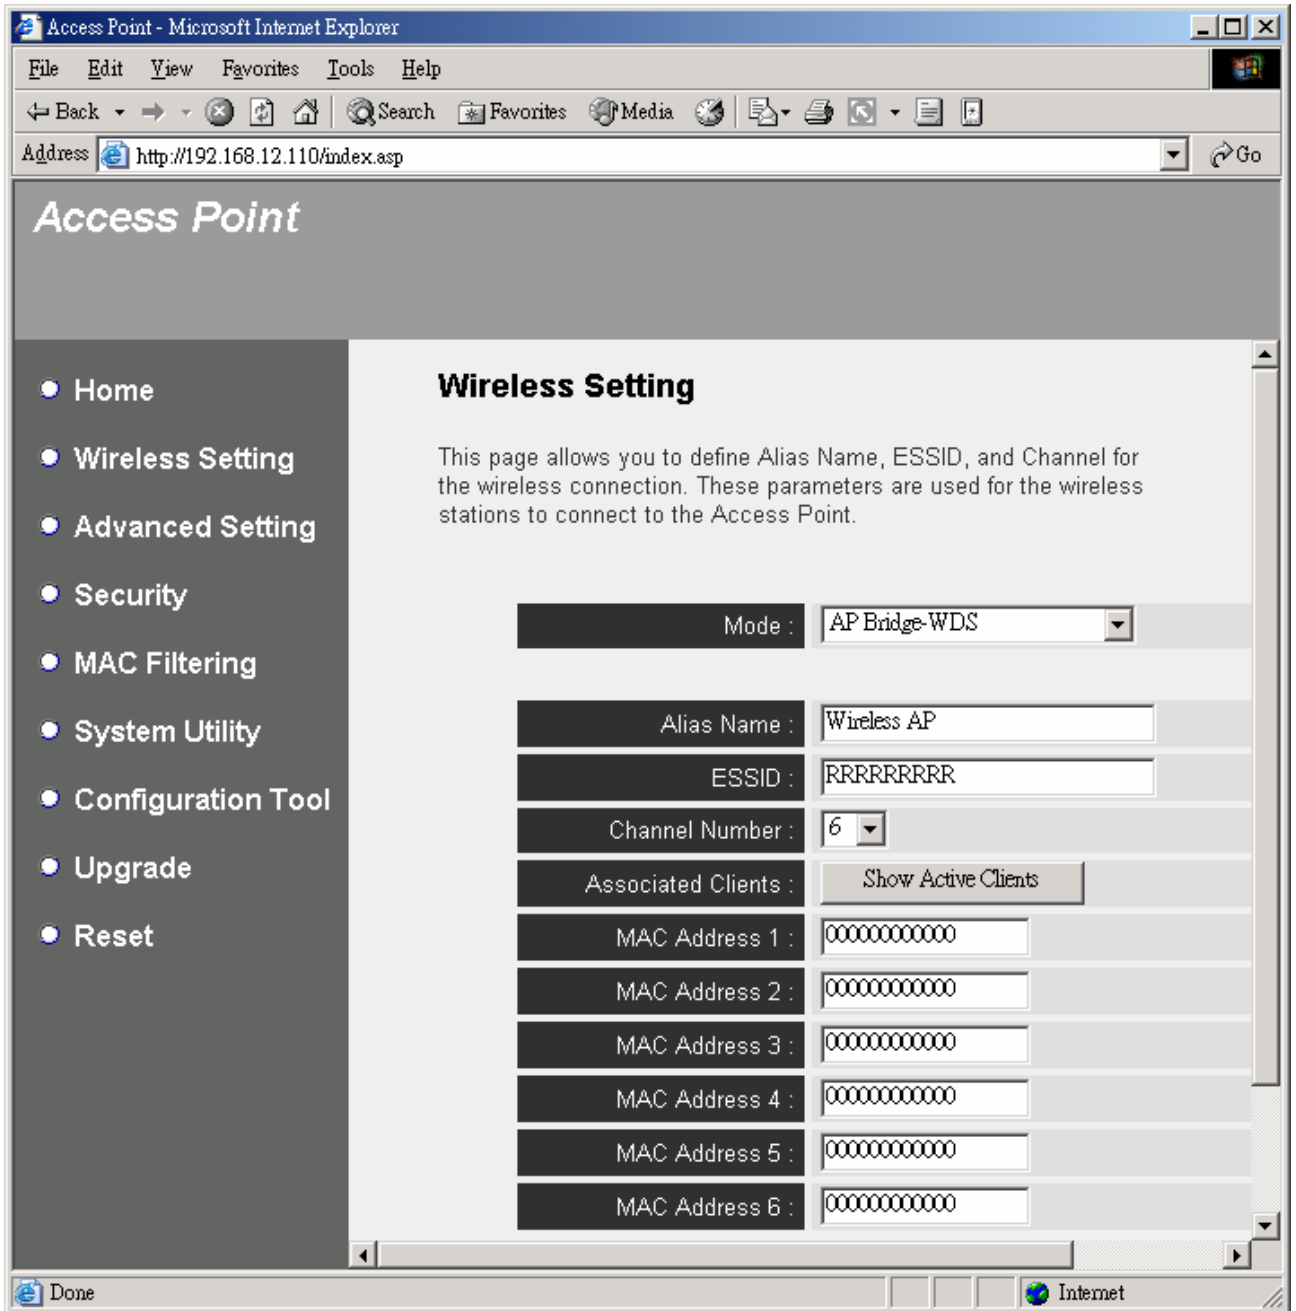 Access Point - Microsoft Internet Explorer
File Edit View Favorites Tools Help
Back Search Favorites Media
Address http://192.168.12.110/index.asp Go
Access Point
Home
Wireless Setting
Advanced Setting
Security
MAC Filtering
System Utility
Configuration Tool
Upgrade
Reset
Wireless Setting
This page allows you to define Alias Name, ESSID, and Channel for
the wireless connection. These parameters are used for the wireless
stations to connect to the Access Point.
Mode : AP Bridge-WDS
Alias Name : Wireless AP
ESSID : RRRRRRRRR
Channel Number : 6
Associated Clients : Show Active Clients
MAC Address 1 : 000000000000
MAC Address 2 : 000000000000
MAC Address 3 : 000000000000
MAC Address 4 : 000000000000
MAC Address 5 : 000000000000
MAC Address 6 : 000000000000
Done Internet